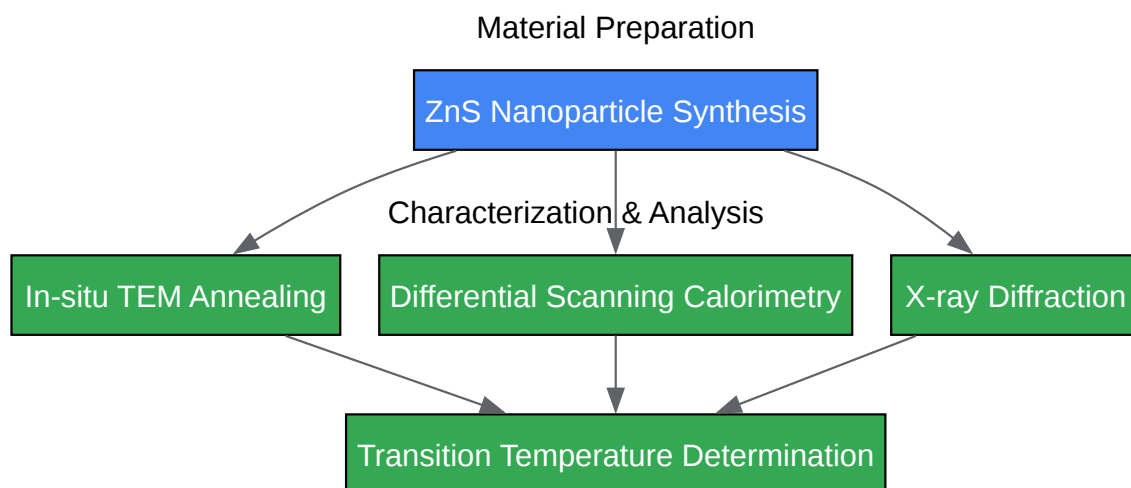 Material Preparation
ZnS Nanoparticle Synthesis
Characterization & Analysis
In-situ TEM Annealing
Differential Scanning Calorimetry
X-ray Diffraction
Transition Temperature Determination